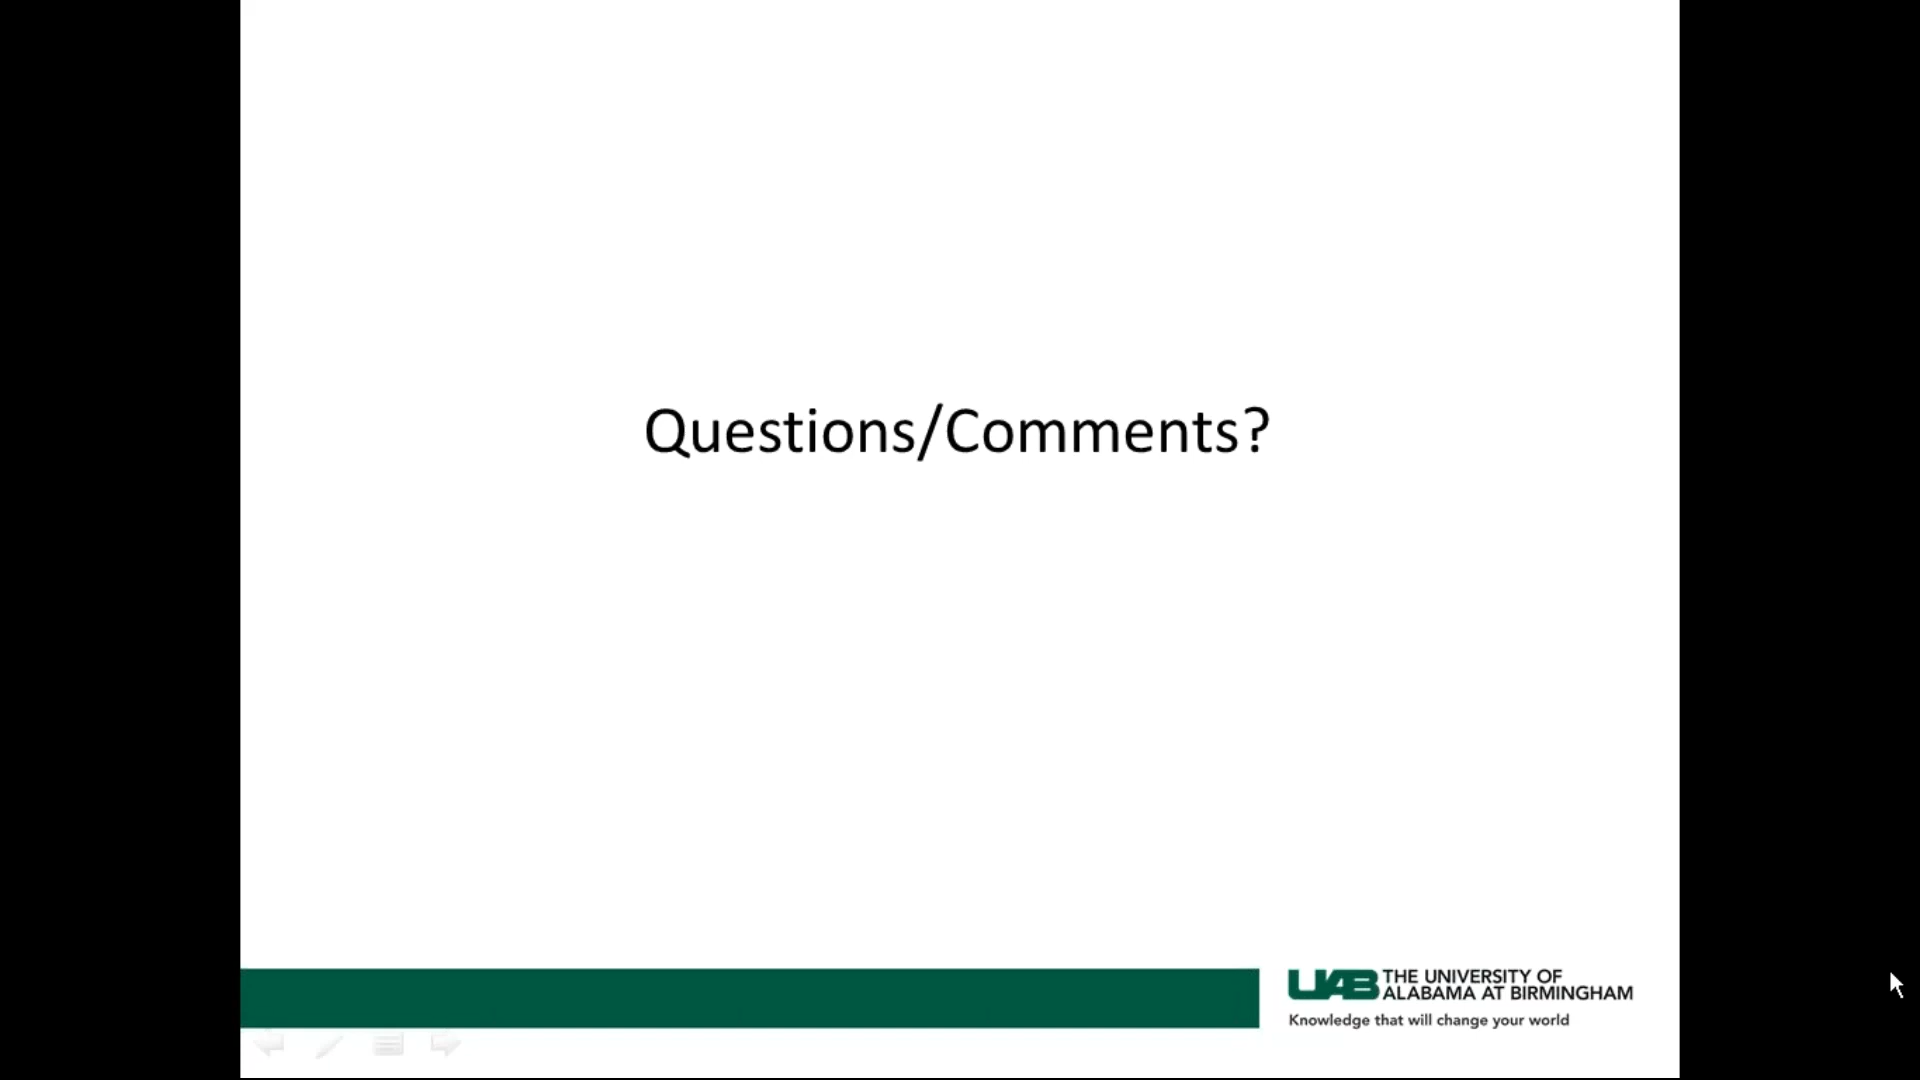 Questions/Comments?
UAB
THE UNIVERSITY OF
ALABAMA AT BIRMINGHAM
Knowledge that will change your world